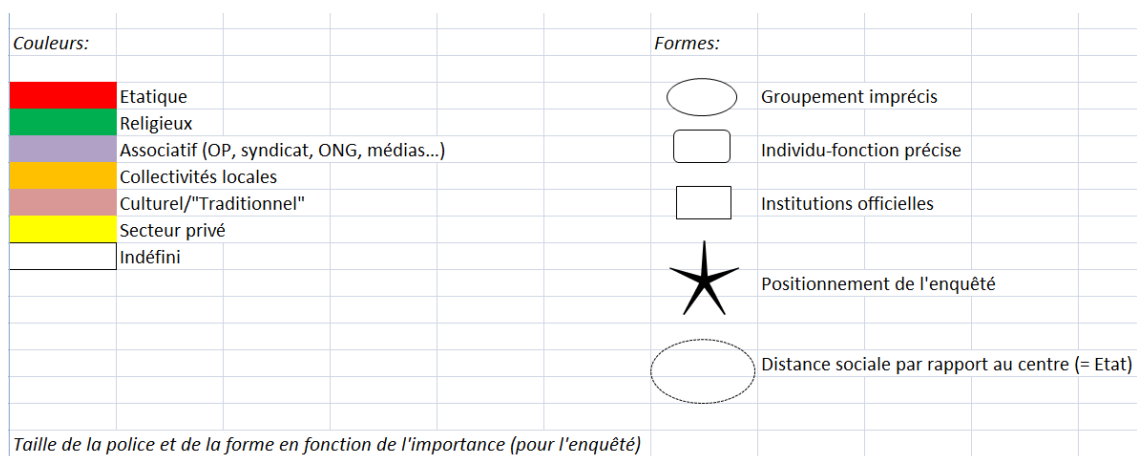 Couleurs:
Etatique
Religieux
Associatif (OP, syndicat, ONG, médias...)
Collectivités locales
Culturel/"Traditionnel"
Secteur privé
Indéfini
Formes:
Groupement imprécis
Individu-fonction précise
Institutions officielles
Positionnement de l'enquêté
Distance sociale par rapport au centre (= Etat)
Taille de la police et de la forme en fonction de l'importance (pour l'enquêté)